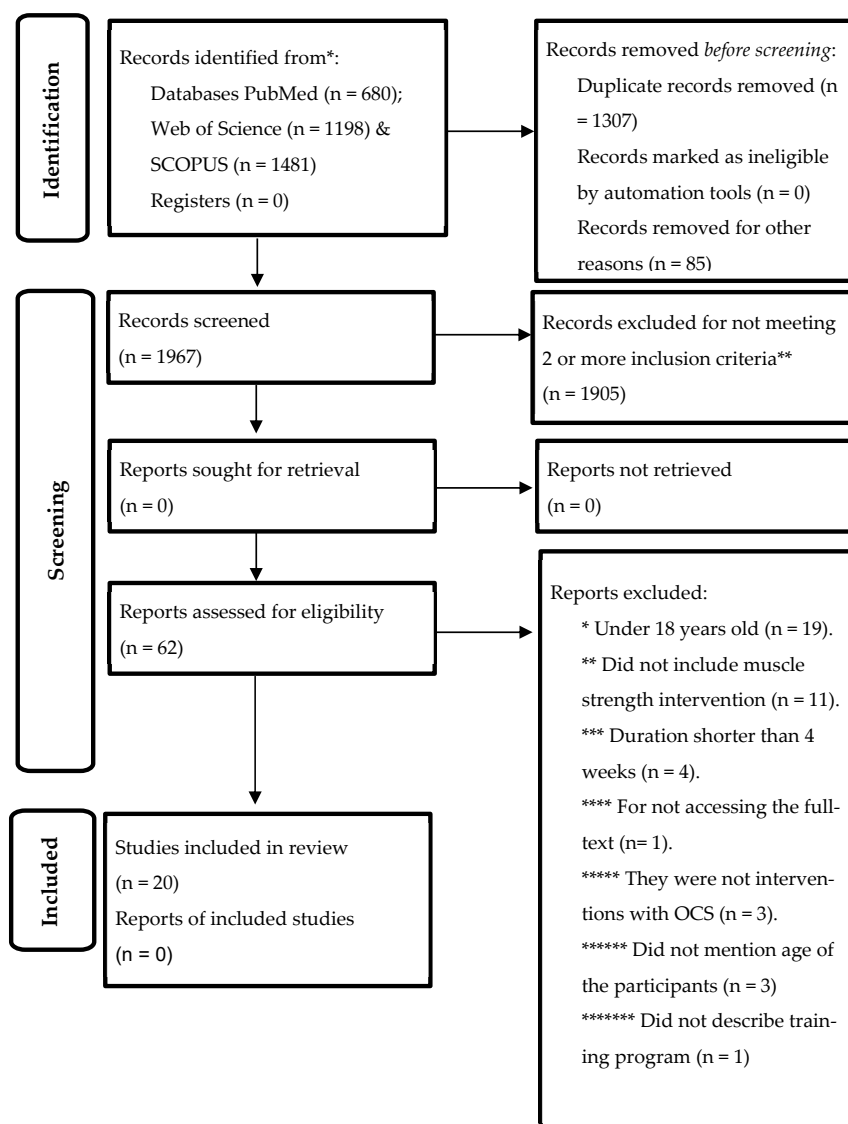 Identification
Records identified from*:
Databases PubMed (n = 680);
Web of Science (n = 1198) &
SCOPUS (n = 1481)
Registers (n = 0)
Records removed before screening:
Duplicate records removed (n
= 1307)
Records marked as ineligible
by automation tools (n = 0)
Records removed for other
reasons (n = 85)
Screening
Records screened
(n = 1967)
Records excluded for not meeting
2 or more inclusion criteria**
(n = 1905)
Reports sought for retrieval
(n = 0)
Reports not retrieved
(n = 0)
Reports assessed for eligibility
(n = 62)
Reports excluded:
* Under 18 years old (n = 19).
** Did not include muscle
strength intervention (n = 11).
*** Duration shorter than 4
weeks (n = 4).
**** For not accessing the full-
text (n= 1).
***** They were not interven-
tions with OCS (n = 3).
****** Did not mention age of
the participants (n = 3)
******* Did not describe train-
ing program (n = 1)
Included
Studies included in review
(n = 20)
Reports of included studies
(n = 0)